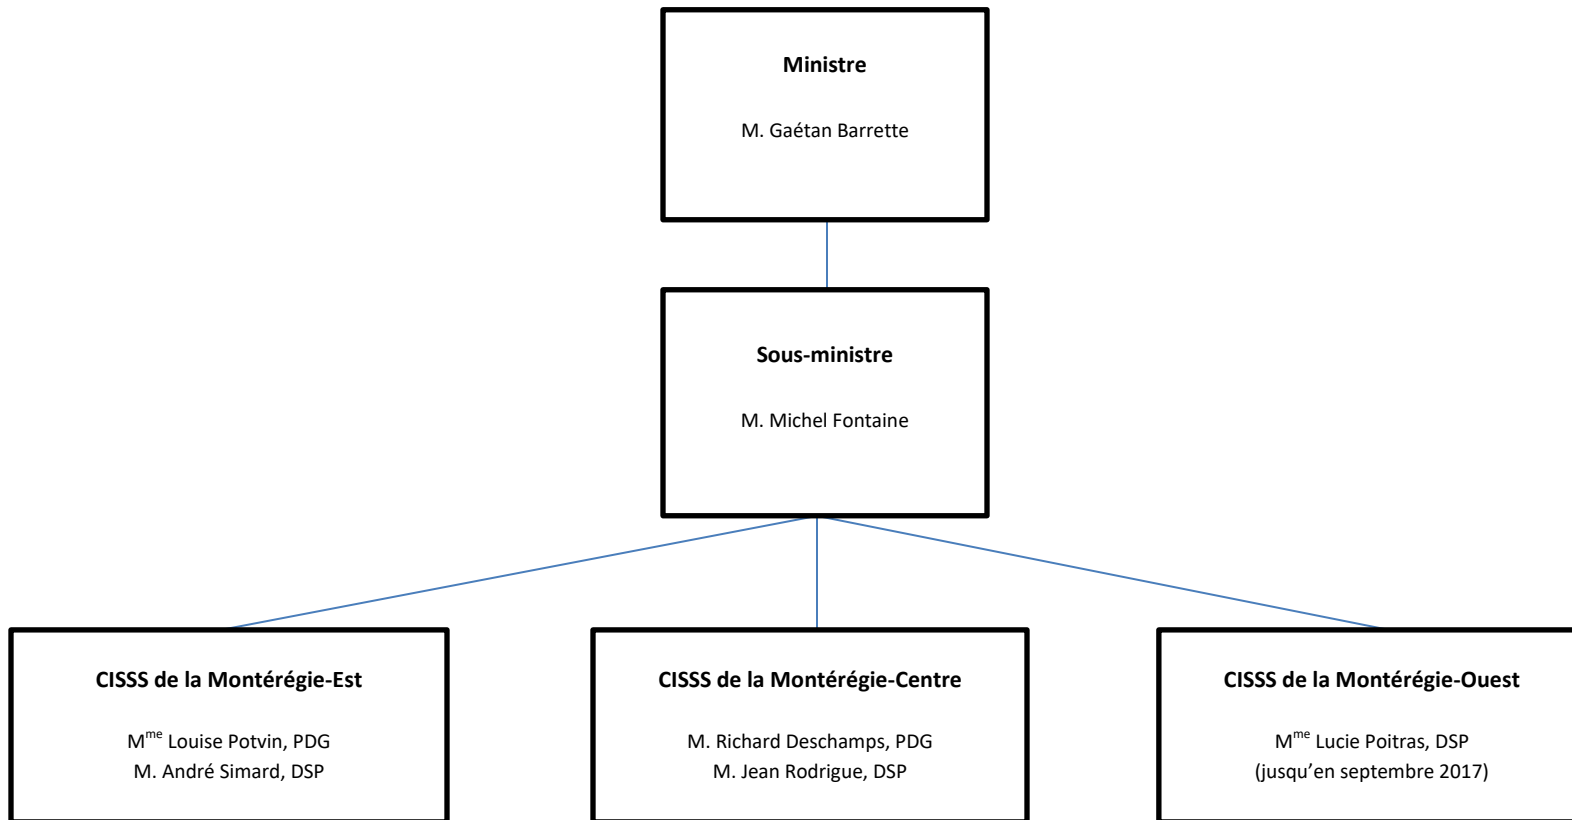 Ministre
M. Gaétan Barrette
Sous-ministre
M. Michel Fontaine
CISSS de la Montérégie-Est
Mme Louise Potvin, PDG
M. André Simard, DSP
CISSS de la Montérégie-Centre
M. Richard Deschamps, PDG
M. Jean Rodrigue, DSP
CISSS de la Montérégie-Ouest
Mme Lucie Poitras, DSP
(jusqu’en septembre 2017)